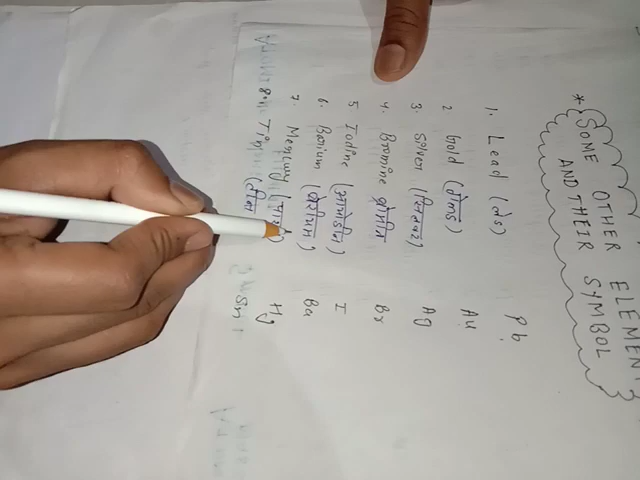 * SOME OTHER ELEMENT
AND THEIR SYMBOL
1. Lead (लेड) Pb
2 Gold (गोल्ड) Au
3. Silver (सिल्वर) Ag
4. Bromine ब्रोमिन Br
5 Iodine (आयोडिन) I
6 Barium (बेरियम) Ba
7. Mercury Hg
8. Tin (टिन Sn